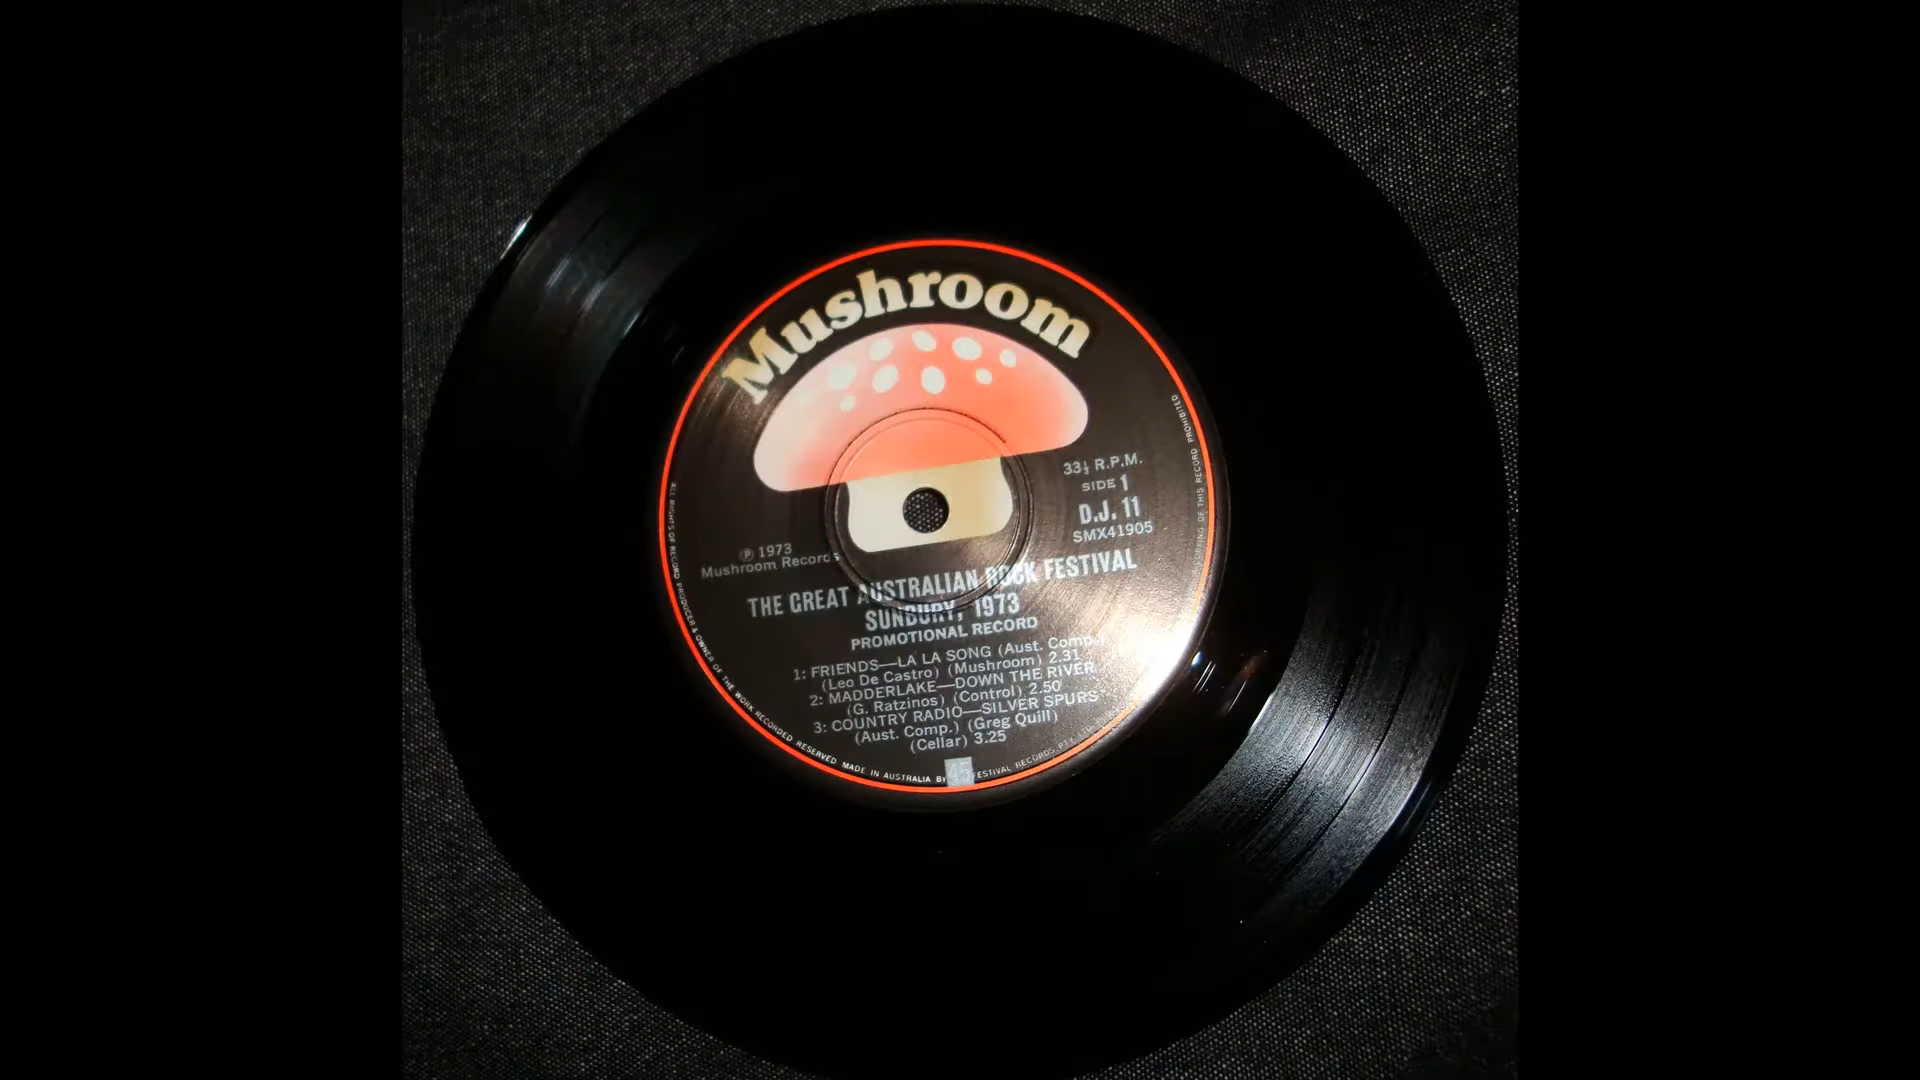 Mushroom
33⅓ R.P.M.
SIDE 1
D.J. 11
SMX41905
℗ 1973
Mushroom Records
THE GREAT AUSTRALIAN ROCK FESTIVAL
SUNBURY, 1973
PROMOTIONAL RECORD
1: FRIENDS—LA LA SONG (Aust. Comp.)
(Leo De Castro) (Mushroom) 2.31
2: MADDERLAKE—DOWN THE RIVER
(G. Ratzinos) (Control) 2.50
3: COUNTRY RADIO—SILVER SPURS
(Aust. Comp.) (Greg Quill)
(Cellar) 3.25
ALL RIGHTS OF RECORD PRODUCER & OWNER OF THE WORK RECORDED RESERVED MADE IN AUSTRALIA BY FESTIVAL RECORDS PTY. LTD. OF THIS RECORD PROHIBITED
45